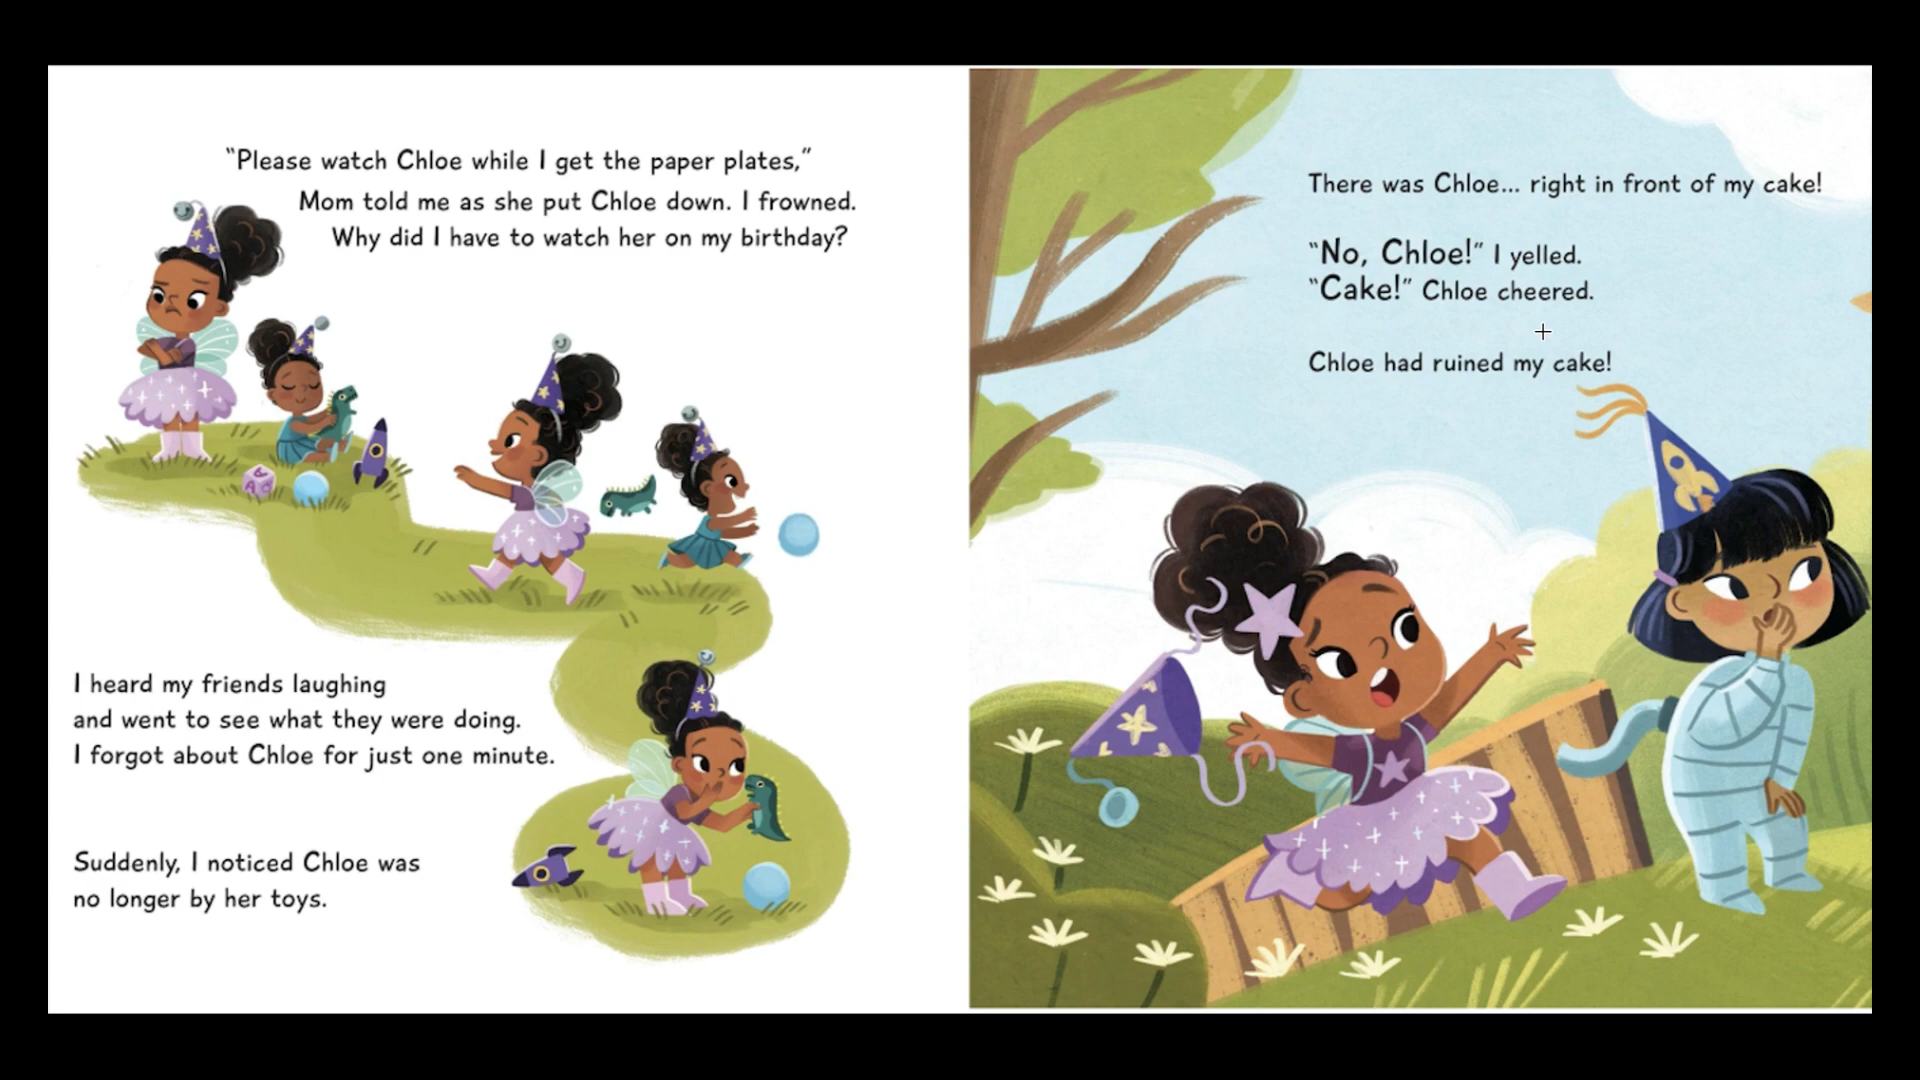 “Please watch Chloe while I get the paper plates,”
Mom told me as she put Chloe down. I frowned.
Why did I have to watch her on my birthday?
I heard my friends laughing
and went to see what they were doing.
I forgot about Chloe for just one minute.
Suddenly, I noticed Chloe was
no longer by her toys.
There was Chloe... right in front of my cake!
“No, Chloe!” I yelled.
“Cake!” Chloe cheered.
Chloe had ruined my cake!